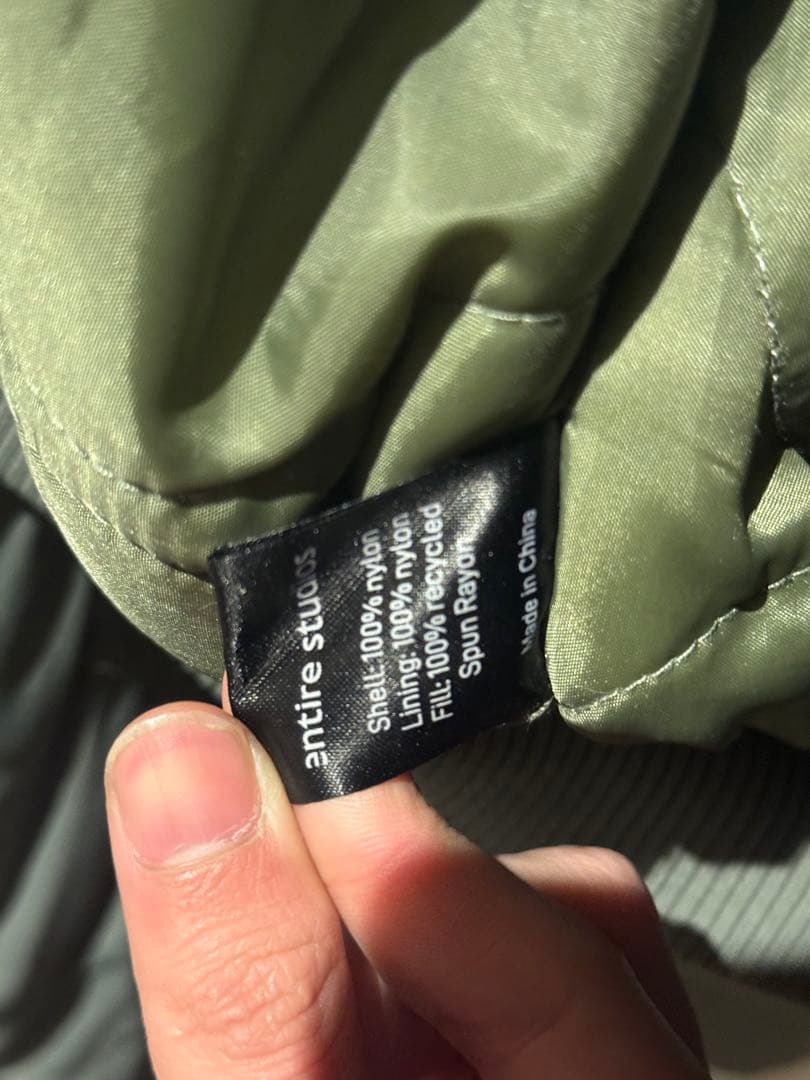 entire studios
Shell: 100% nylon
Lining: 100% nylon
Fill: 100% recycled
Spun Rayon
Made in China